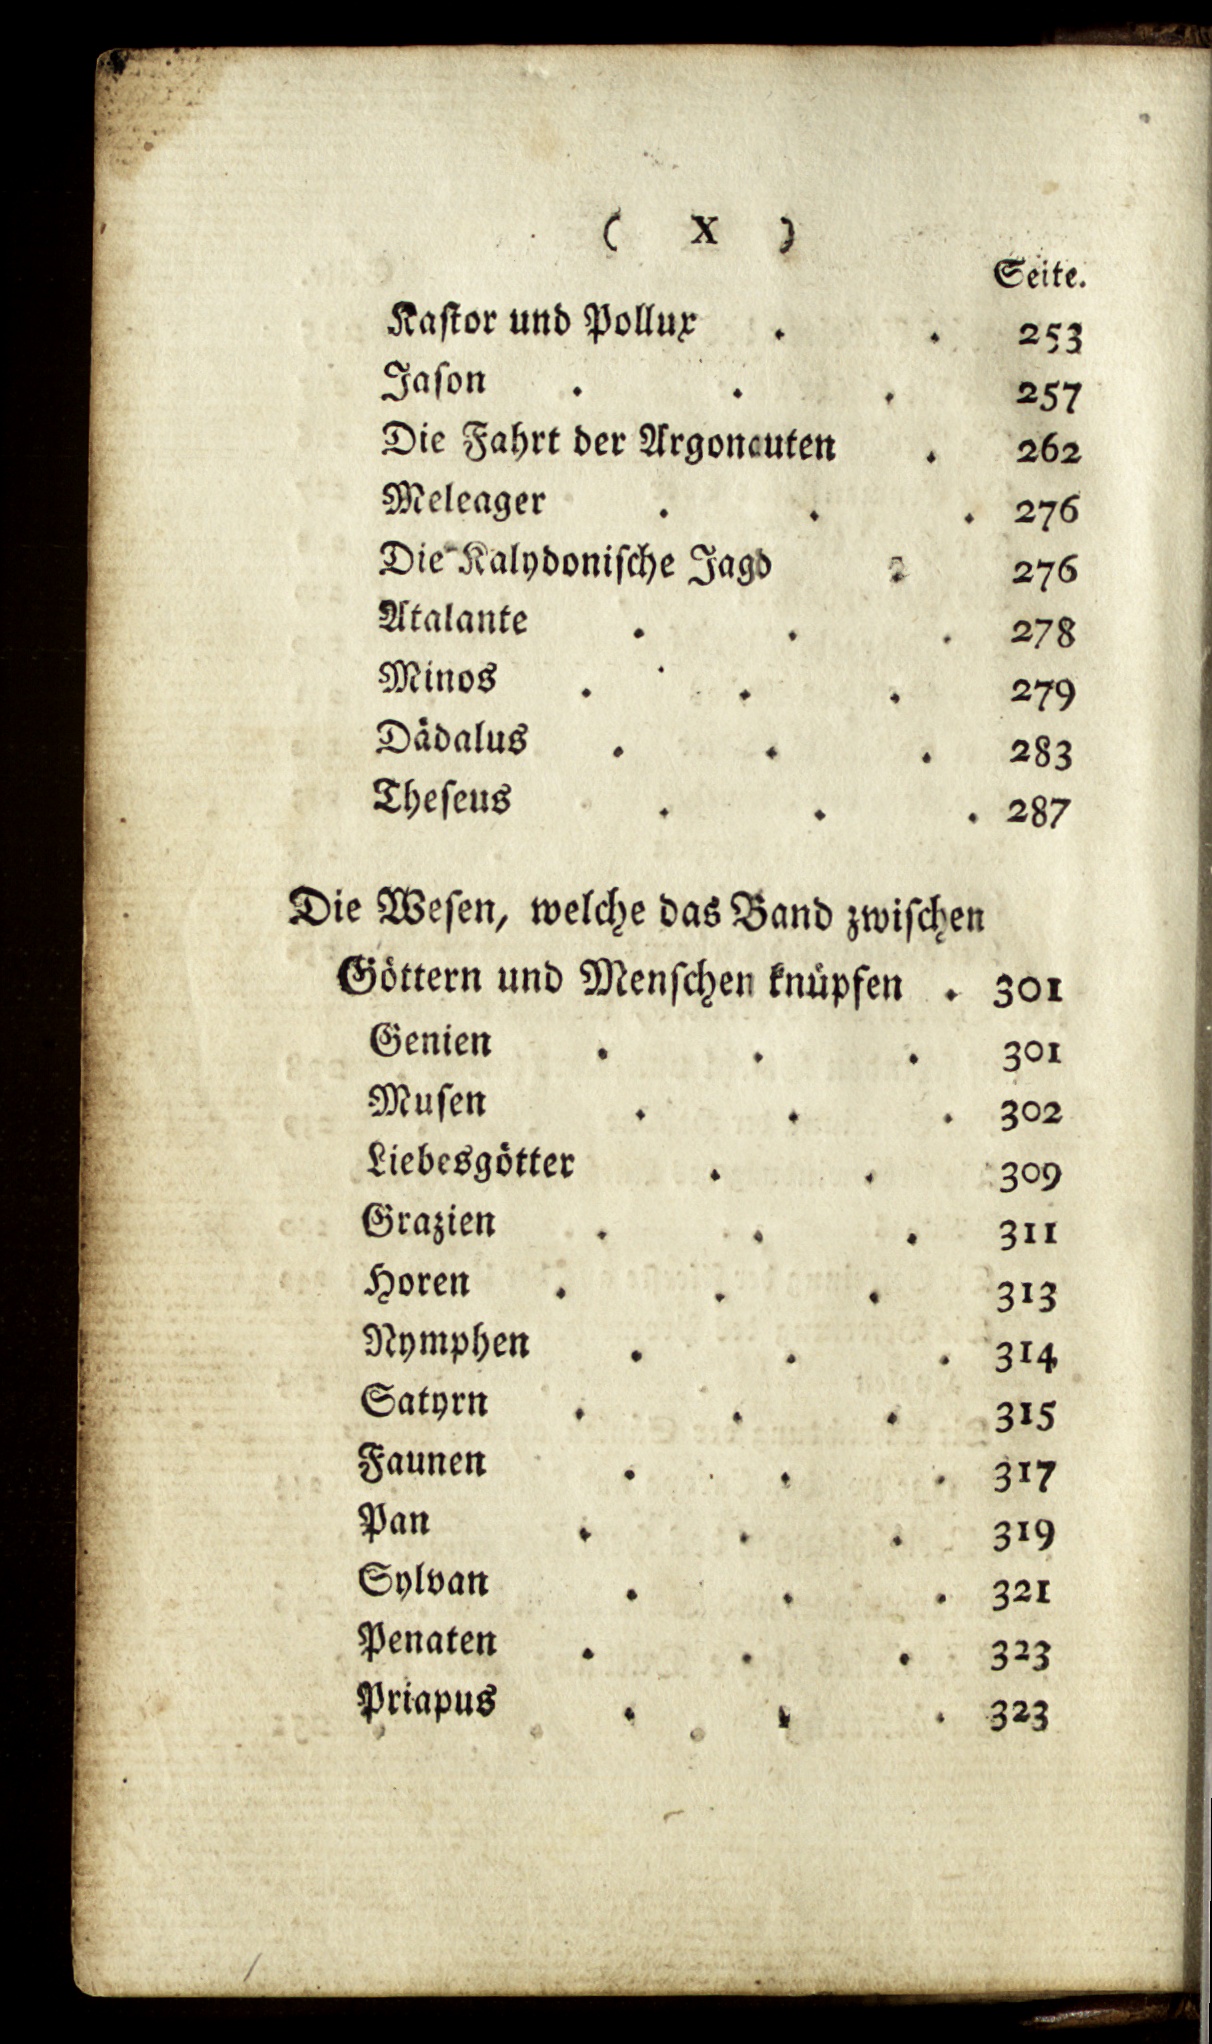 ( X )
Seite.
Kaſtor und Pollux . . 253
Jaſon . . . 257
Die Fahrt der Argonauten . 262
Meleager . . . 276
Die Kalydoniſche Jagd . 276
Atalante . . . 278
Minos . . . 279
Dådalus . . . 283
Theſeus . . . 287
Die Weſen, welche das Band zwiſchen
Göttern und Menſchen knüpfen . 301
Genien . . . 301
Muſen . . . 302
Liebesgötter . . 309
Grazien . . . 311
Horen . . . 313
Nymphen . . . 314
Satyrn . . . 315
Faunen . . . 317
Pan . . . 319
Sylvan . . . 321
Penaten . . . 323
Priapus . . . 323